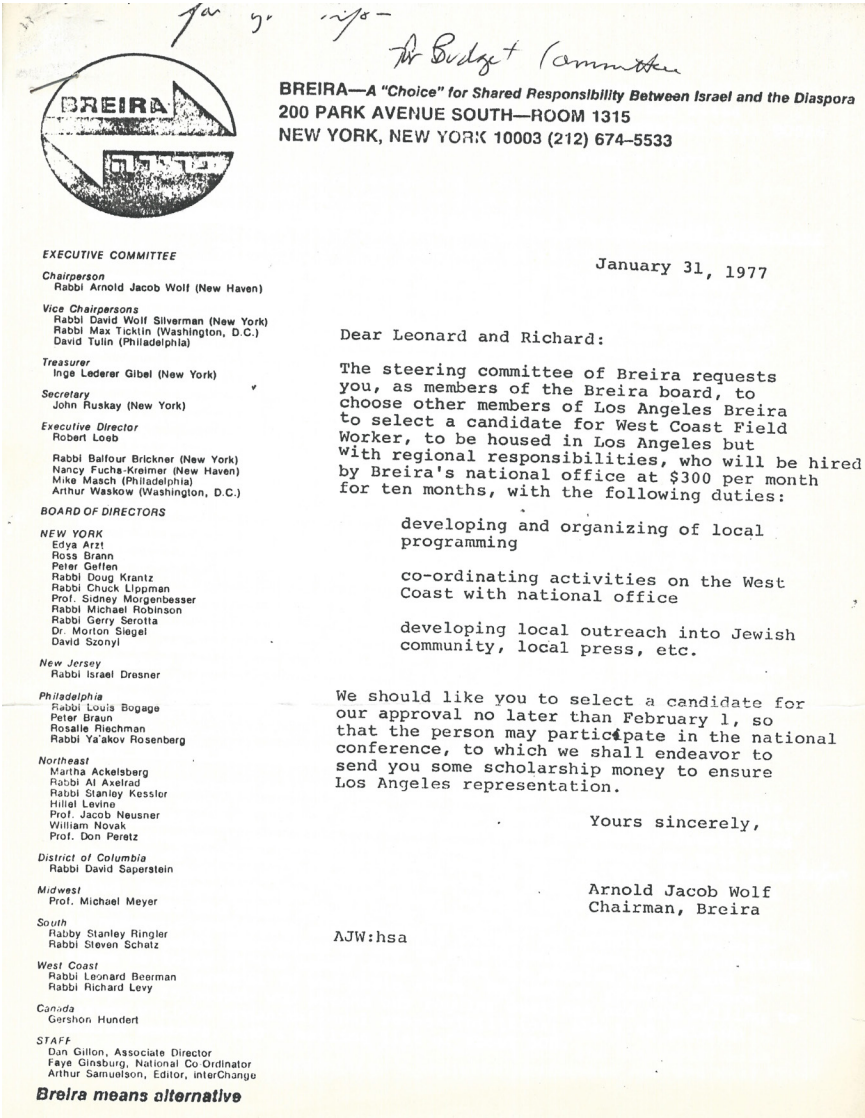 for yr info –
for Budget Committee
BREIRA
ברירה
BREIRA—A "Choice" for Shared Responsibility Between Israel and the Diaspora
200 PARK AVENUE SOUTH—ROOM 1315
NEW YORK, NEW YORK 10003 (212) 674–5533
EXECUTIVE COMMITTEE
Chairperson
Rabbi Arnold Jacob Wolf (New Haven)
Vice Chairpersons
Rabbi David Wolf Silverman (New York)
Rabbi Max Ticktin (Washington, D.C.)
David Tulin (Philadelphia)
Treasurer
Inge Lederer Gibel (New York)
Secretary
John Ruskay (New York)
Executive Director
Robert Loeb
Rabbi Balfour Brickner (New York)
Nancy Fuchs-Kreimer (New Haven)
Mike Masch (Philadelphia)
Arthur Waskow (Washington, D.C.)
BOARD OF DIRECTORS
NEW YORK
Edya Arzt
Ross Brann
Peter Geffen
Rabbi Doug Krantz
Rabbi Chuck Lippman
Prof. Sidney Morgenbesser
Rabbi Michael Robinson
Rabbi Gerry Serotta
Dr. Morton Siegel
David Szonyi
New Jersey
Rabbi Israel Dresner
Philadelphia
Rabbi Louis Bogage
Peter Braun
Rosalie Riechman
Rabbi Ya'akov Rosenberg
Northeast
Martha Ackelsberg
Rabbi Al Axelrad
Rabbi Stanley Kessler
Hillel Levine
Prof. Jacob Neusner
William Novak
Prof. Don Peretz
District of Columbia
Rabbi David Saperstein
Midwest
Prof. Michael Meyer
South
Rabby Stanley Ringler
Rabbi Steven Schatz
West Coast
Rabbi Leonard Beerman
Rabbi Richard Levy
Canada
Gershon Hundert
STAFF
Dan Gillon, Associate Director
Faye Ginsburg, National Co-Ordinator
Arthur Samuelson, Editor, interChange
Breira means alternative
January 31, 1977
Dear Leonard and Richard:
The steering committee of Breira requests
you, as members of the Breira board, to
choose other members of Los Angeles Breira
to select a candidate for West Coast Field
Worker, to be housed in Los Angeles but
with regional responsibilities, who will be hired
by Breira's national office at $300 per month
for ten months, with the following duties:
developing and organizing of local
programming
co-ordinating activities on the West
Coast with national office
developing local outreach into Jewish
community, local press, etc.
We should like you to select a candidate for
our approval no later than February 1, so
that the person may participate in the national
conference, to which we shall endeavor to
send you some scholarship money to ensure
Los Angeles representation.
Yours sincerely,
Arnold Jacob Wolf
Chairman, Breira
AJW:hsa